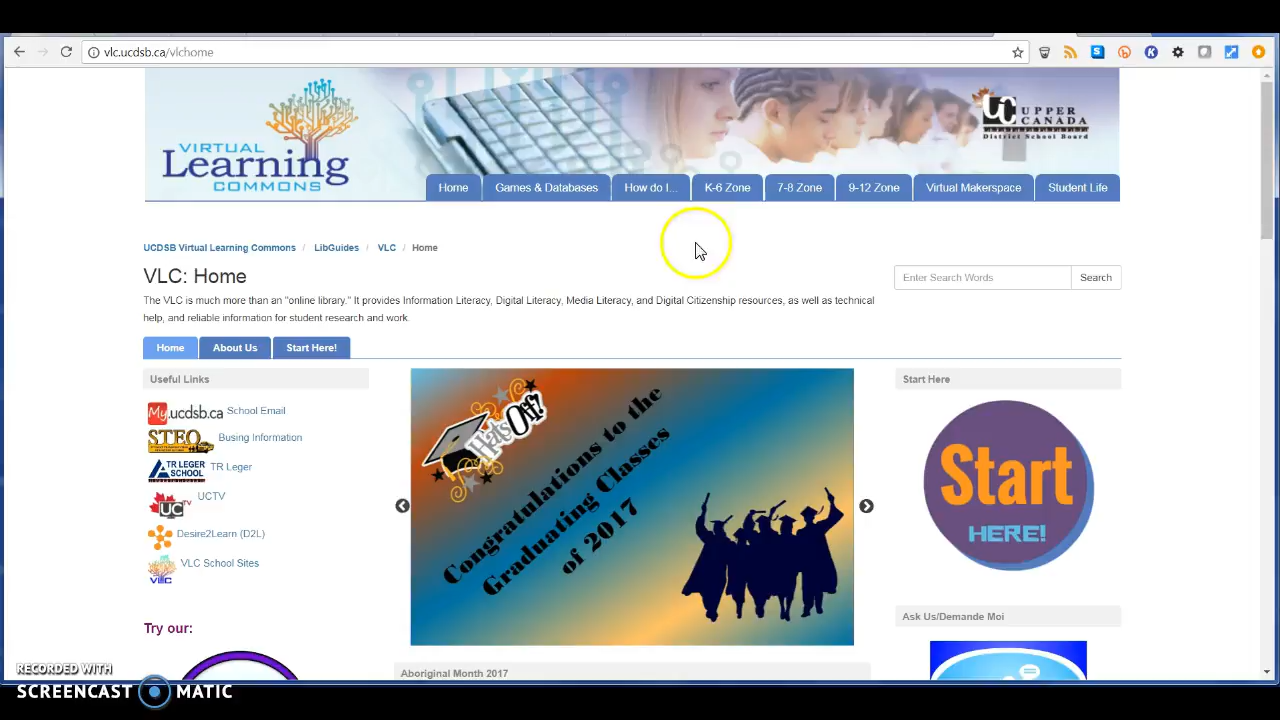 vlc.ucdsb.ca/vlchome
VIRTUAL
Learning
COMMONS
UC UPPER
CANADA
District School Board
Home Games & Databases How do I... K-6 Zone 7-8 Zone 9-12 Zone Virtual Makerspace Student Life
UCDSB Virtual Learning Commons / LibGuides / VLC / Home
VLC: Home
Enter Search Words Search
The VLC is much more than an "online library." It provides Information Literacy, Digital Literacy, Media Literacy, and Digital Citizenship resources, as well as technical
help, and reliable information for student research and work.
Home About Us Start Here!
Useful Links
My.ucdsb.ca School Email
STEO Busing Information
TR LEGER SCHOOL TR Leger
UC TV UCTV
Desire2Learn (D2L)
VLC VLC School Sites
Try our:
Hats Off!
Congratulations to the
Graduating Classes
of 2017
Aboriginal Month 2017
Start Here
Start
HERE!
Ask Us/Demande Moi
RECORDED WITH
SCREENCAST MATIC